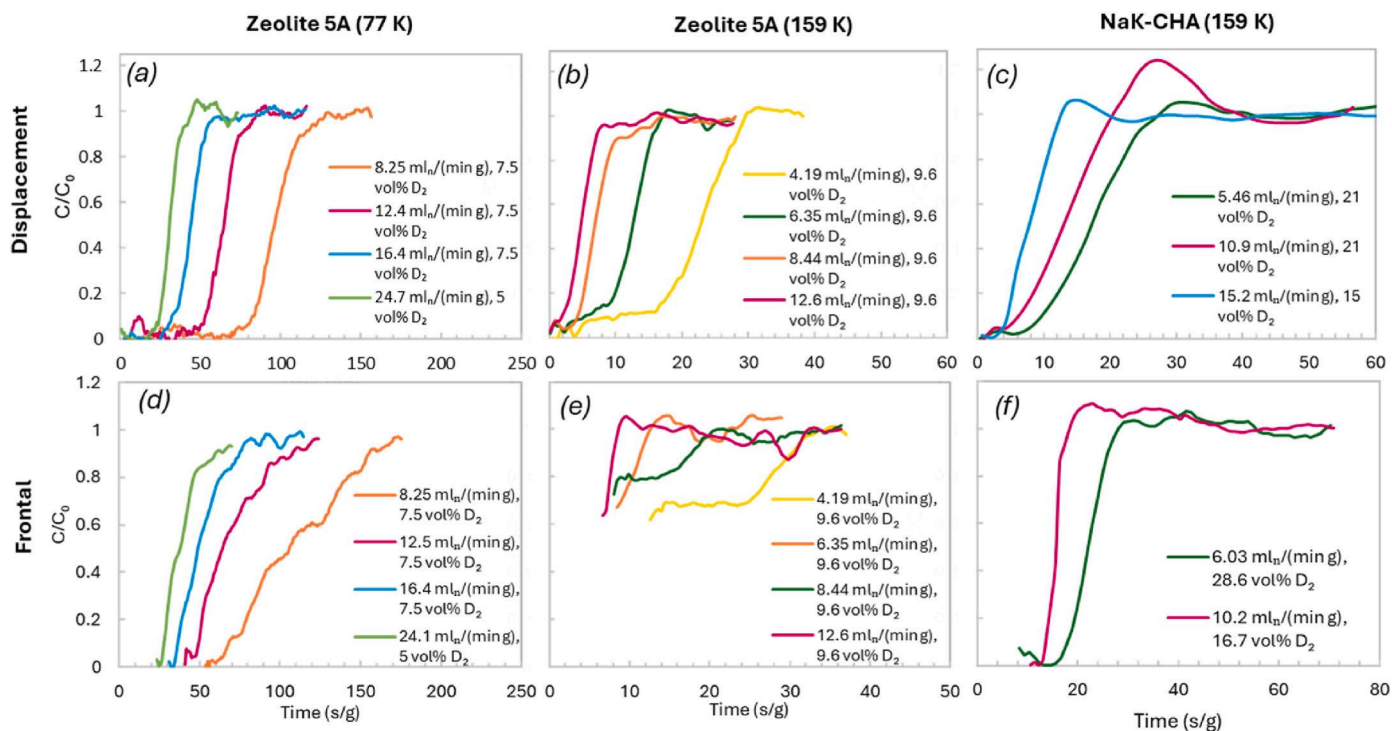 Zeolite 5A (77 K)
Zeolite 5A (159 K)
NaK-CHA (159 K)
Displacement
C/C₀
(a)
1.2
1
0.8
0.6
0.4
0.2
0
0 50 100 150 200 250
8.25 mlₙ/(min g), 7.5
vol% D₂
12.4 mlₙ/(min g), 7.5
vol% D₂
16.4 mlₙ/(min g), 7.5
vol% D₂
24.7 mlₙ/(min g), 5
vol% D₂
(b)
0 10 20 30 40 50 60
4.19 mlₙ/(min g), 9.6
vol% D₂
6.35 mlₙ/(min g), 9.6
vol% D₂
8.44 mlₙ/(min g), 9.6
vol% D₂
12.6 mlₙ/(min g), 9.6
vol% D₂
(c)
0 10 20 30 40 50 60
5.46 mlₙ/(min g), 21
vol% D₂
10.9 mlₙ/(min g), 21
vol% D₂
15.2 mlₙ/(min g), 15
vol% D₂
Frontal
C/C₀
(d)
1.2
1
0.8
0.6
0.4
0.2
0
0 50 100 150 200 250
Time (s/g)
8.25 mlₙ/(min g),
7.5 vol% D₂
12.5 mlₙ/(min g),
7.5 vol% D₂
16.4 mlₙ/(min g),
7.5 vol% D₂
24.1 mlₙ/(min g),
5 vol% D₂
(e)
0 10 20 30 40 50
Time (s/g)
4.19 mlₙ/(min g),
9.6 vol% D₂
6.35 mlₙ/(min g),
9.6 vol% D₂
8.44 mlₙ/(min g),
9.6 vol% D₂
12.6 mlₙ/(min g),
9.6 vol% D₂
(f)
0 20 40 60 80
Time (s/g)
6.03 mlₙ/(min g),
28.6 vol% D₂
10.2 mlₙ/(min g),
16.7 vol% D₂